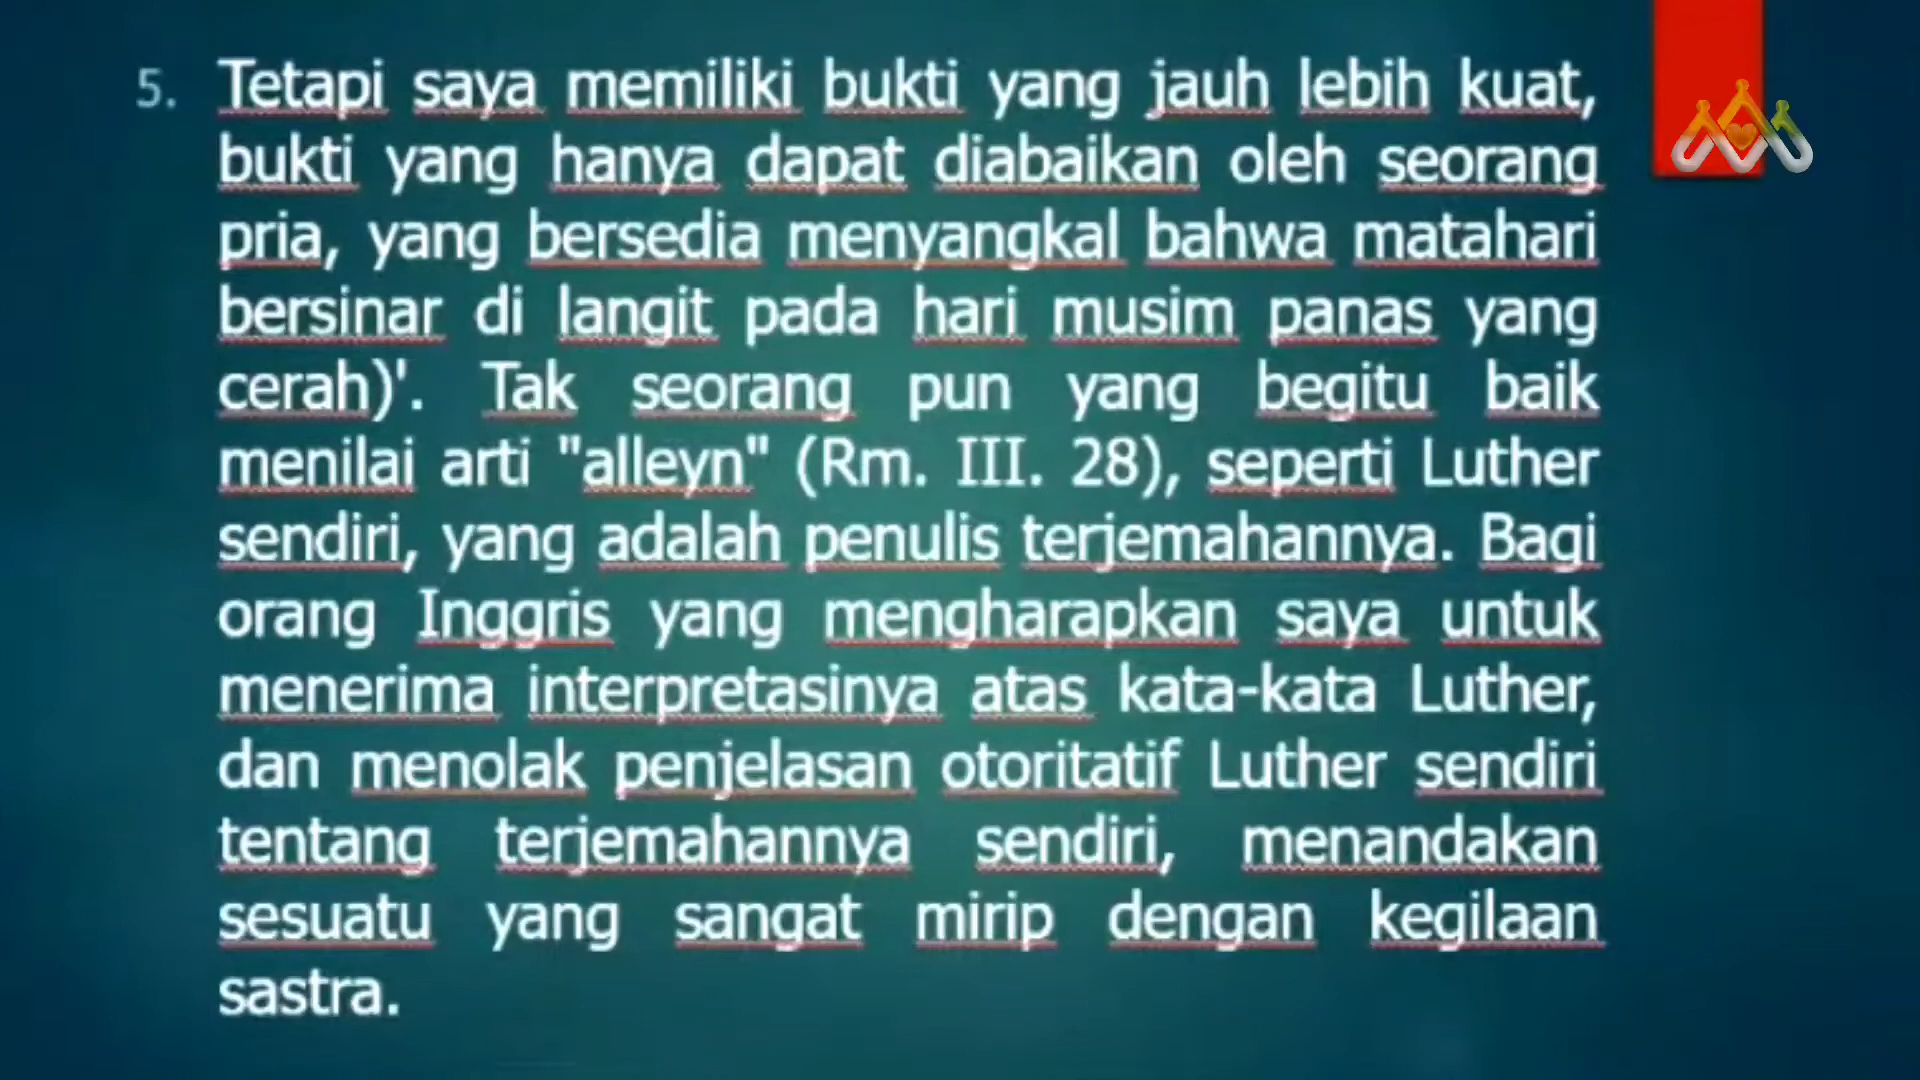 5. Tetapi saya memiliki bukti yang jauh lebih kuat,
bukti yang hanya dapat diabaikan oleh seorang
pria, yang bersedia menyangkal bahwa matahari
bersinar di langit pada hari musim panas yang
cerah)'. Tak seorang pun yang begitu baik
menilai arti "alleyn" (Rm. III. 28), seperti Luther
sendiri, yang adalah penulis terjemahannya. Bagi
orang Inggris yang mengharapkan saya untuk
menerima interpretasinya atas kata-kata Luther,
dan menolak penjelasan otoritatif Luther sendiri
tentang terjemahannya sendiri, menandakan
sesuatu yang sangat mirip dengan kegilaan
sastra.